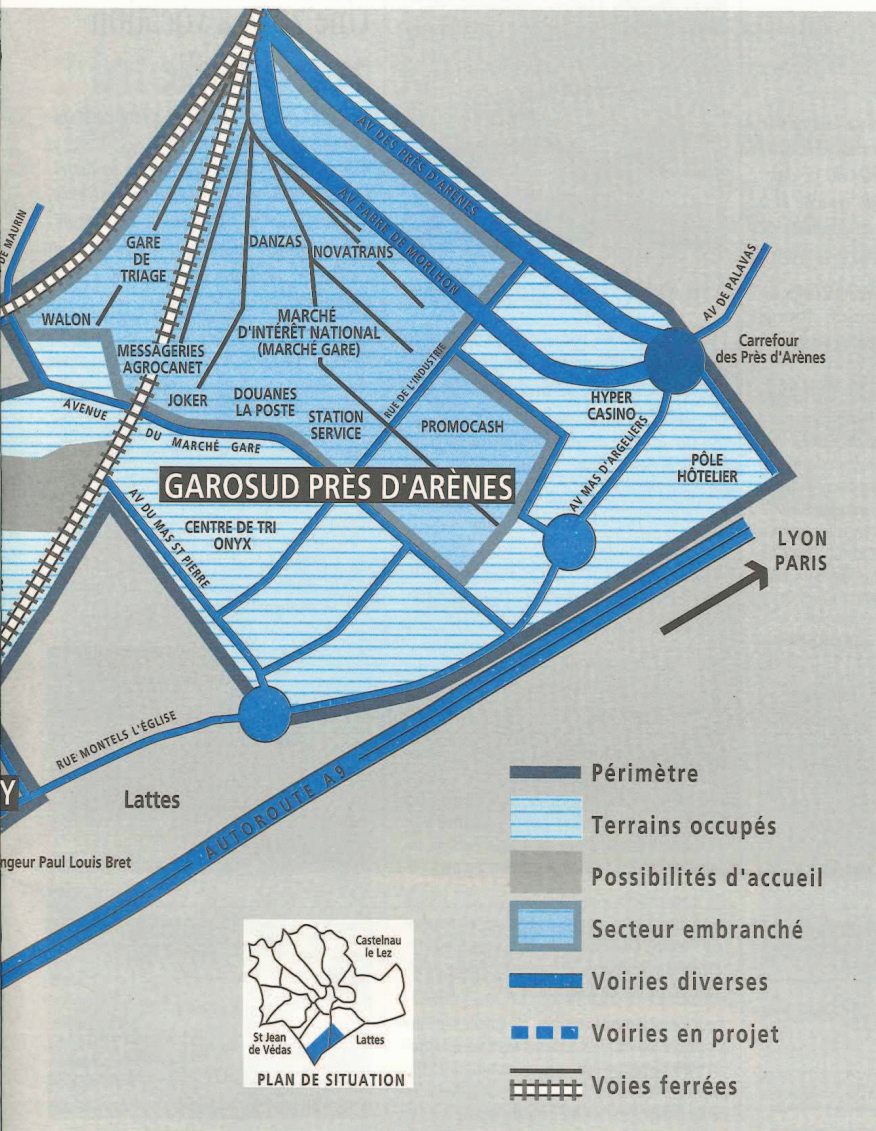 AV DES PRÈS D'ARÈNES
AV FABRE DE MORLHON
DE MAURIN
AV DE PALAVAS
GARE
DE
TRIAGE
DANZAS
NOVATRANS
WALON
MARCHÉ
D'INTÉRÊT NATIONAL
(MARCHÉ GARE)
Carrefour
des Près d'Arènes
MESSAGERIES
AGROCANET
RUE DE L'INDUSTRIE
JOKER
DOUANES
LA POSTE
HYPER
CASINO
AVENUE DU MARCHÉ GARE
STATION
SERVICE
PROMOCASH
AV MAS D'ARGELIERS
PÔLE
HÔTELIER
GAROSUD PRÈS D'ARÈNES
AV DU MAS ST PIERRE
CENTRE DE TRI
ONYX
LYON
PARIS
RUE MONTELS L'ÉGLISE
Y
Lattes
AUTOROUTE A9
ngeur Paul Louis Bret
Périmètre
Terrains occupés
Possibilités d'accueil
Secteur embranché
Voiries diverses
Voiries en projet
Voies ferrées
Castelnau
le Lez
St Jean
de Védas
Lattes
PLAN DE SITUATION